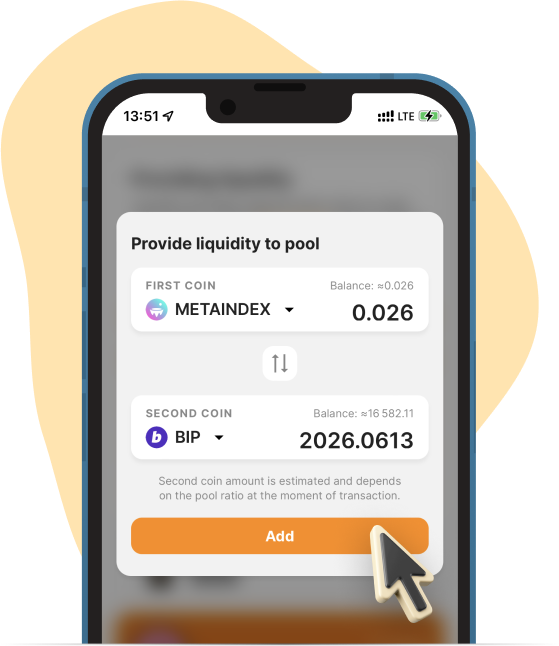 13:51
LTE
Provide liquidity to pool
FIRST COIN
Balance: ≈0.026
METAINDEX
0.026
SECOND COIN
Balance: ≈16 582.11
BIP
2026.0613
Second coin amount is estimated and depends
on the pool ratio at the moment of transaction.
Add